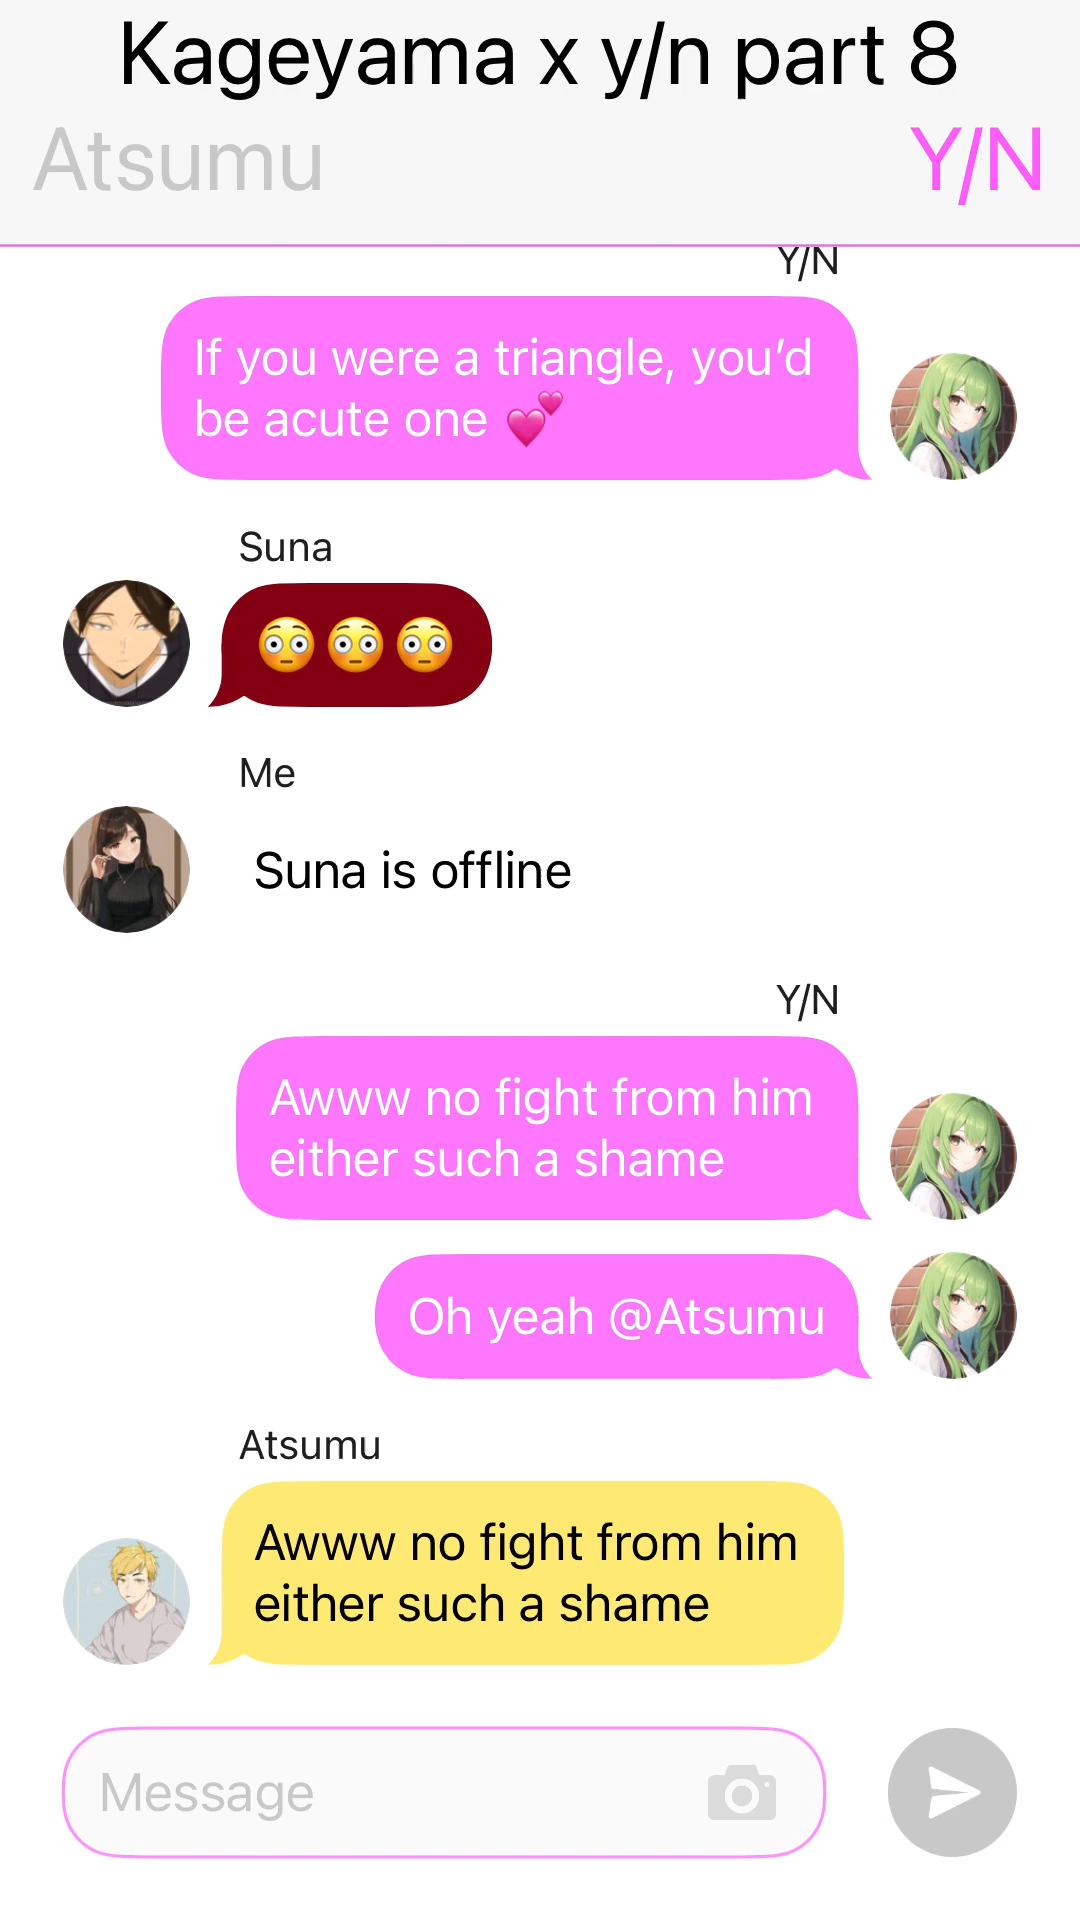 Kageyama x y/n part 8
Atsumu
Y/N
Y/N
If you were a triangle, you’d
be acute one 💕
Suna
😳😳😳
Me
Suna is offline
Y/N
Awww no fight from him
either such a shame
Oh yeah @Atsumu
Atsumu
Awww no fight from him
either such a shame
Message